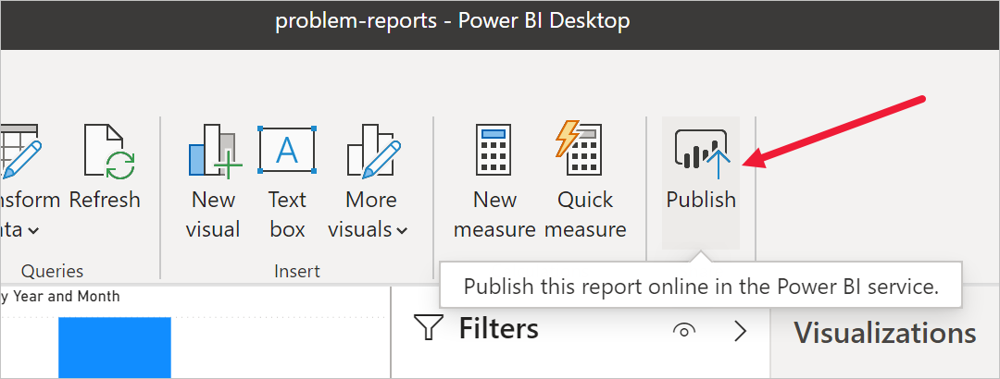 problem-reports - Power BI Desktop
nsform
ta
Refresh
Queries
New
visual
Text
box
A
More
visuals
Insert
New
measure
Quick
measure
Publish
Publish this report online in the Power BI service.
y Year and Month
Filters
Visualizations